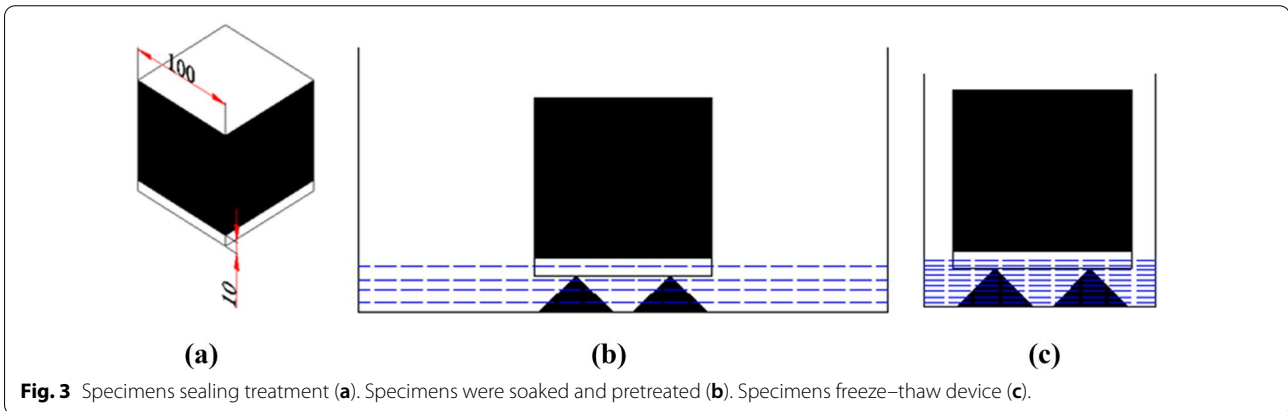 100
10
(a)
(b)
(c)
Fig. 3 Specimens sealing treatment (a). Specimens were soaked and pretreated (b). Specimens freeze–thaw device (c).